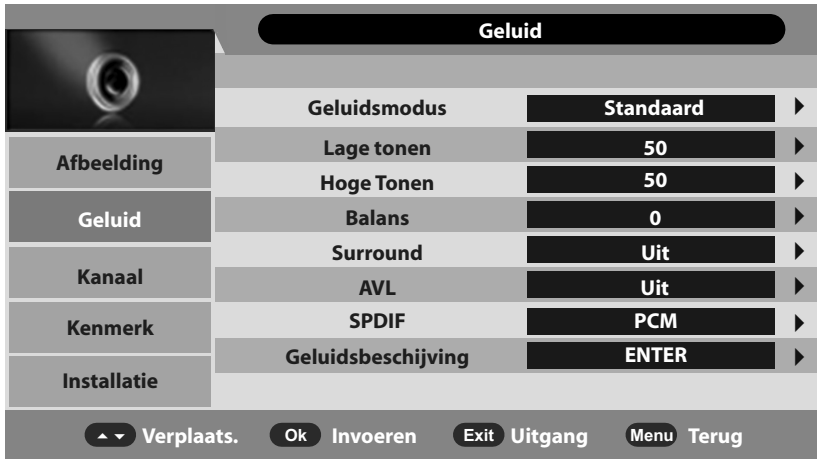 Geluid
Geluidsmodus Standaard
Lage tonen 50
Hoge Tonen 50
Balans 0
Surround Uit
AVL Uit
SPDIF PCM
Geluidsbeschijving ENTER
Afbeelding
Geluid
Kanaal
Kenmerk
Installatie
Verplaats. Ok Invoeren Exit Uitgang Menu Terug